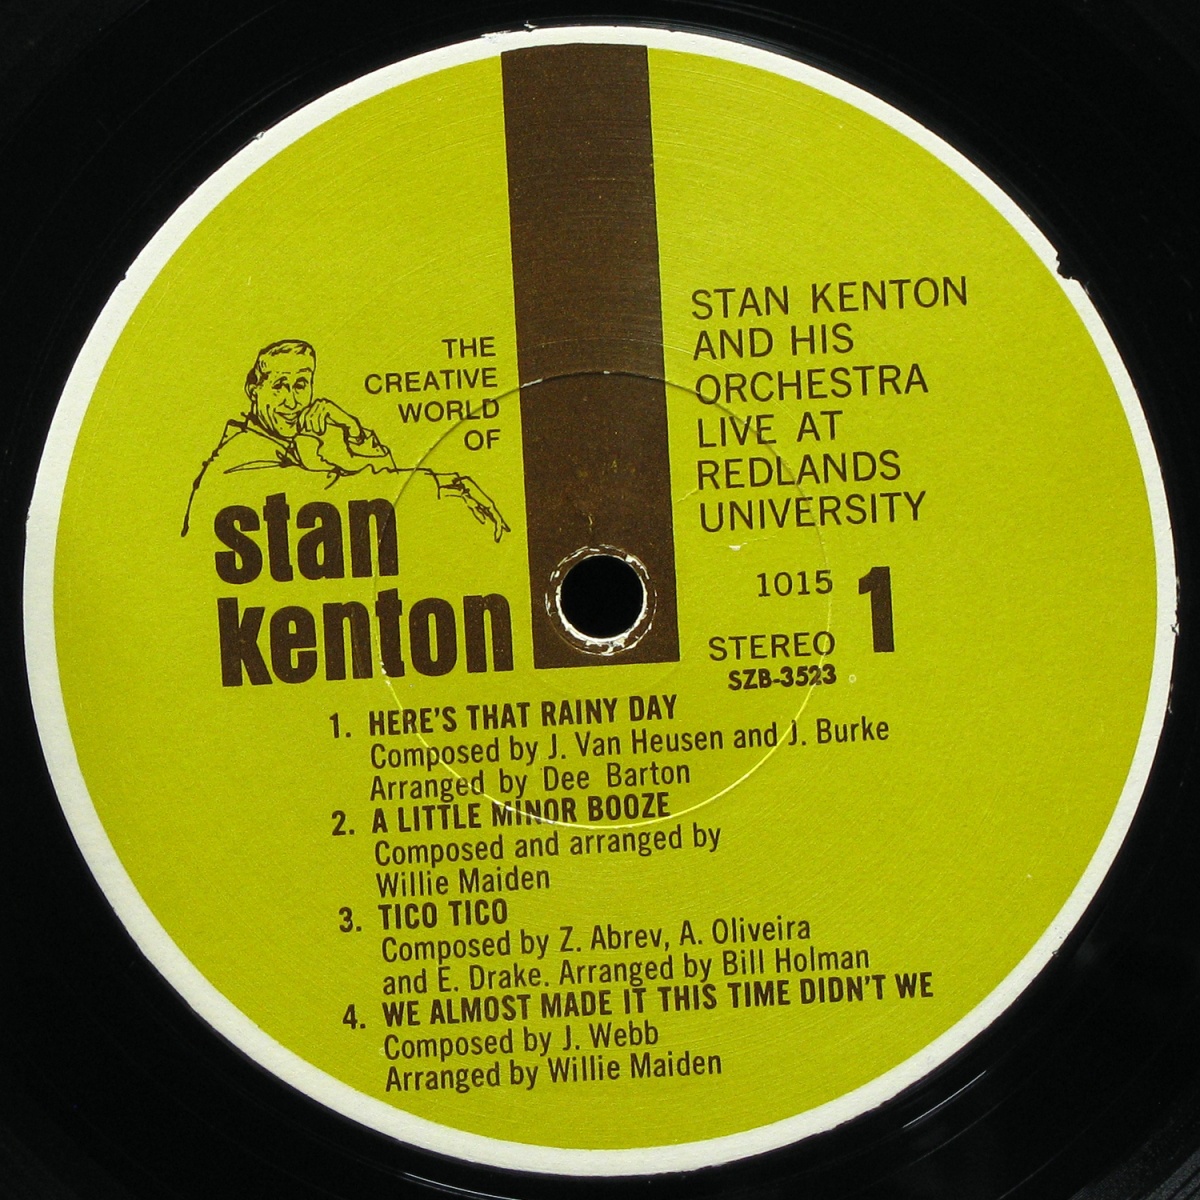 THE
CREATIVE
WORLD
OF
stan
kenton
STAN KENTON
AND HIS
ORCHESTRA
LIVE AT
REDLANDS
UNIVERSITY
1015
1
STEREO
SZB-3523
1. HERE'S THAT RAINY DAY
Composed by J. Van Heusen and J. Burke
Arranged by Dee Barton
2. A LITTLE MINOR BOOZE
Composed and arranged by
Willie Maiden
3. TICO TICO
Composed by Z. Abrev, A. Oliveira
and E. Drake. Arranged by Bill Holman
4. WE ALMOST MADE IT THIS TIME DIDN'T WE
Composed by J. Webb
Arranged by Willie Maiden